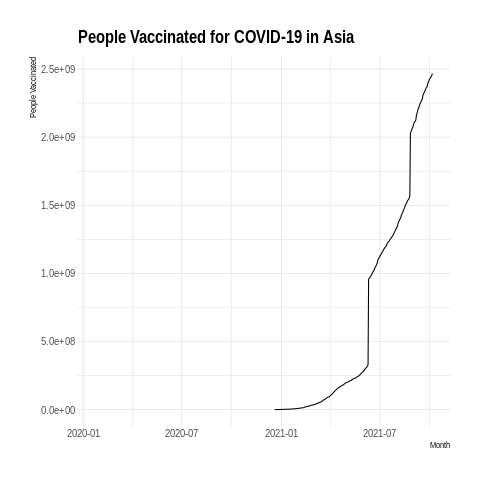 People Vaccinated for COVID-19 in Asia
People Vaccinated
2.5e+09
2.0e+09
1.5e+09
1.0e+09
5.0e+08
0.0e+00
2020-01 2020-07 2021-01 2021-07
Month